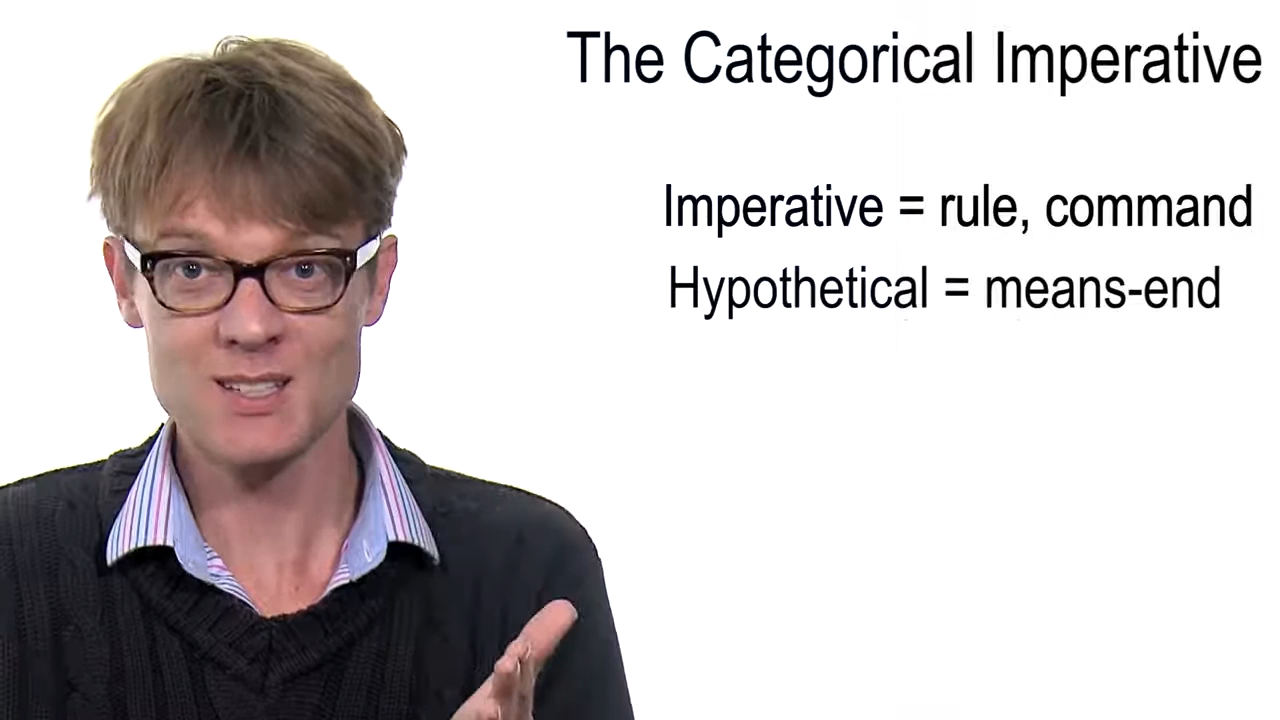 The Categorical Imperative
Imperative = rule, command
Hypothetical = means-end